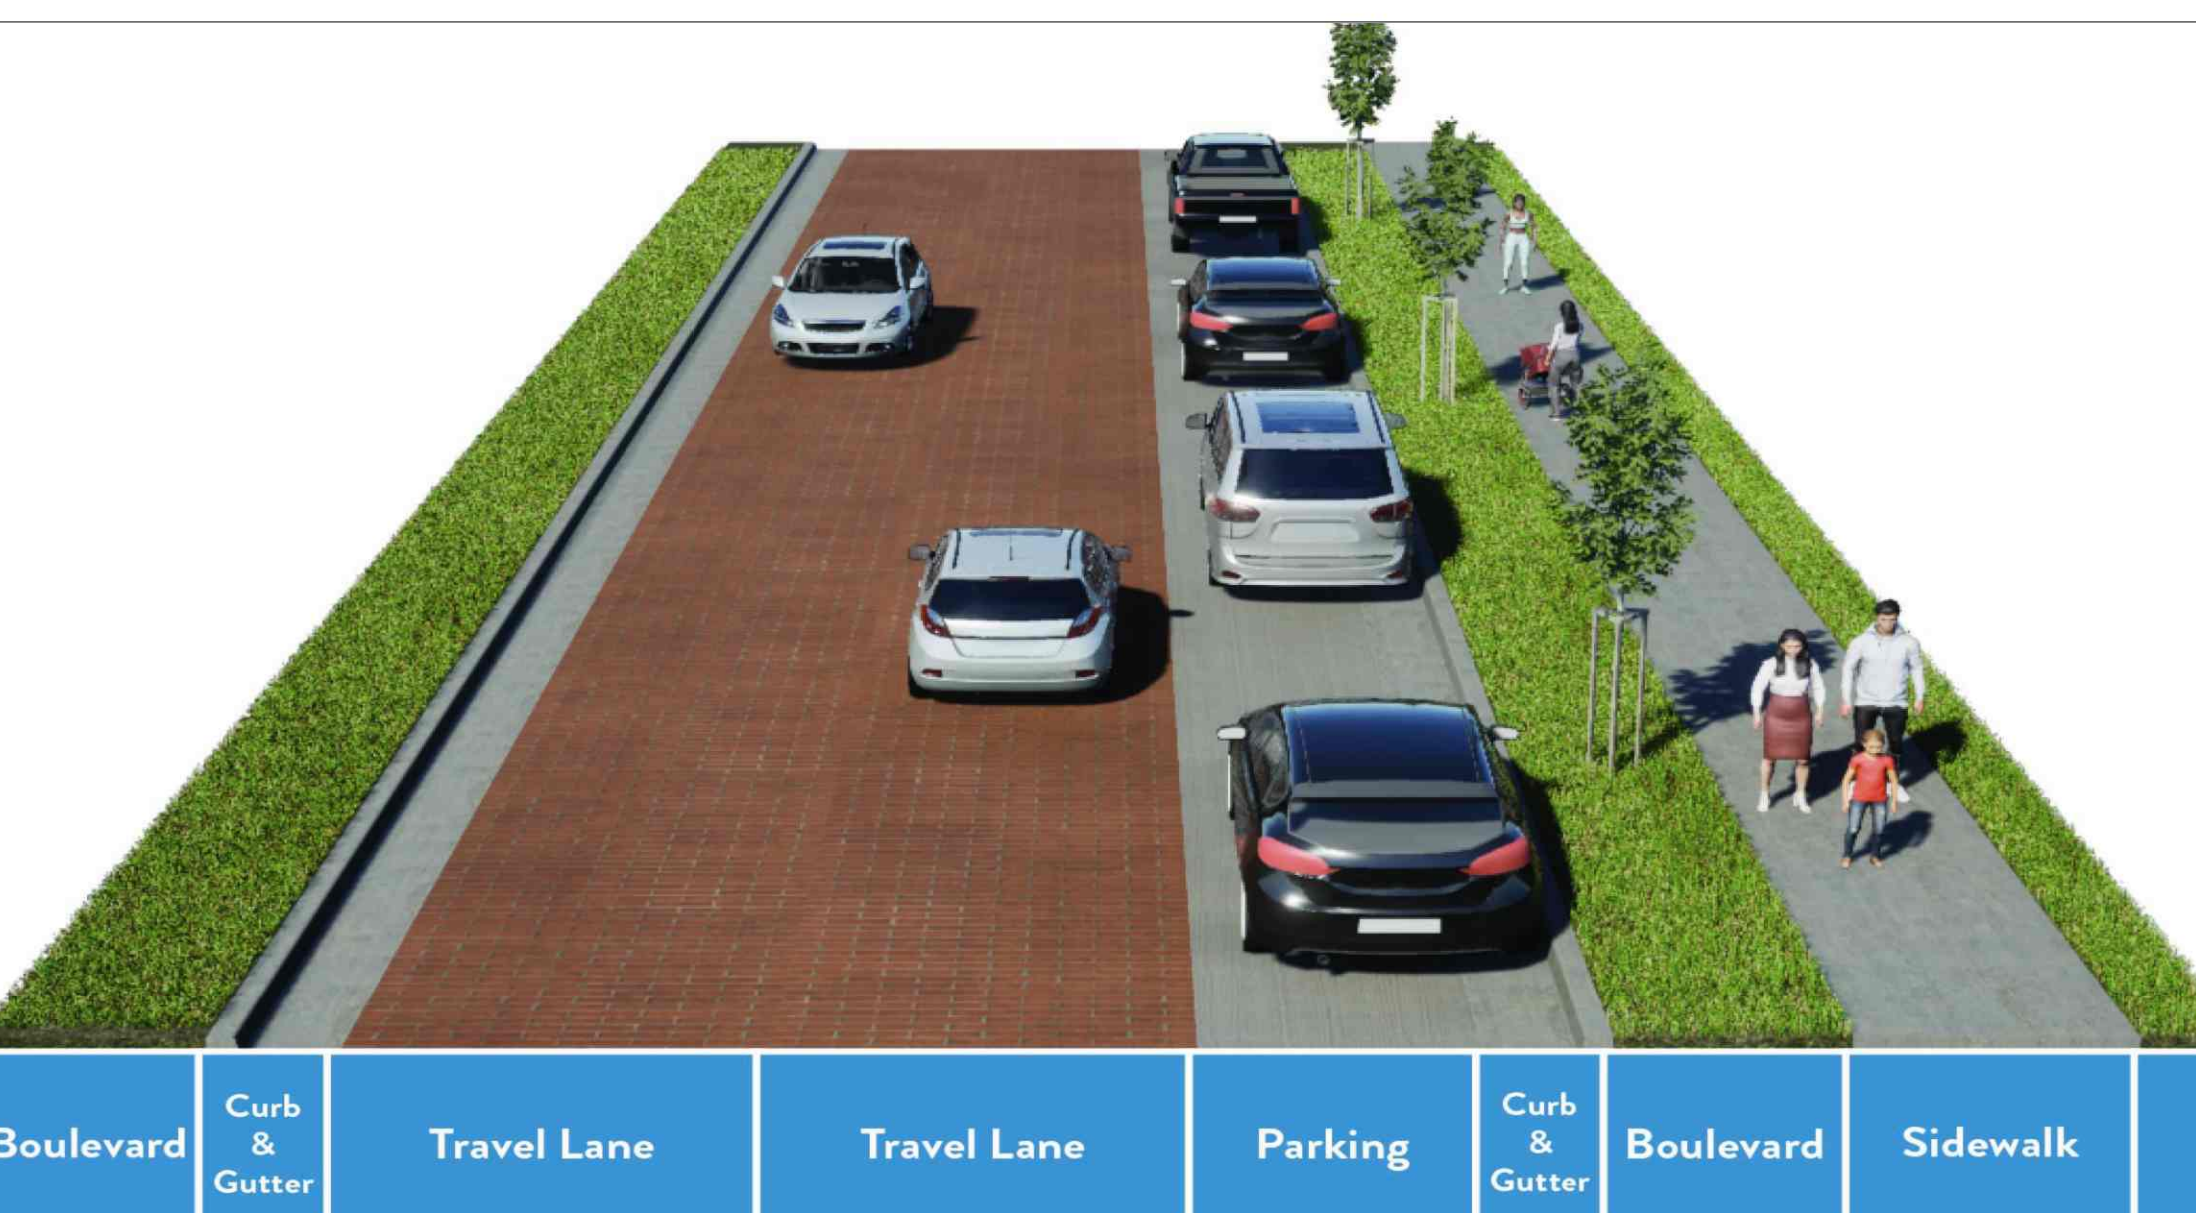 Boulevard
Curb
&
Gutter
Travel Lane
Travel Lane
Parking
Curb
&
Gutter
Boulevard
Sidewalk